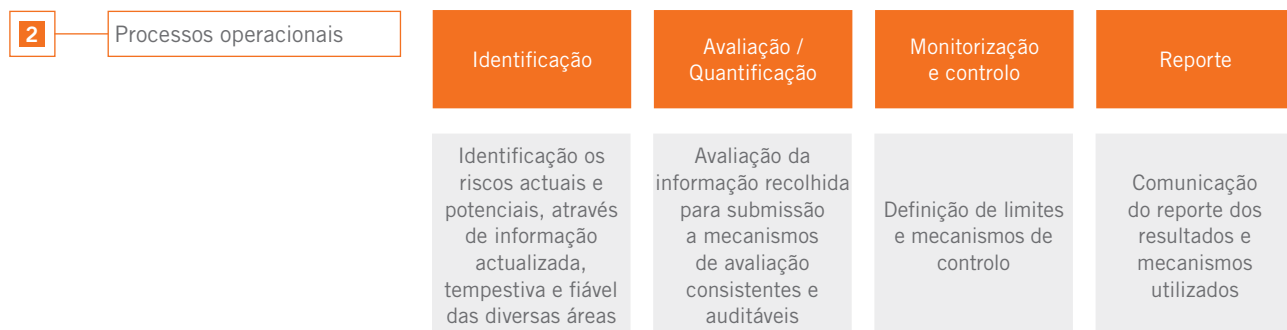 2
Processos operacionais
Identificação
Avaliação /
Quantificação
Monitorização
e controlo
Reporte
Identificação os
riscos actuais e
potenciais, através
de informação
actualizada,
tempestiva e fiável
das diversas áreas
Avaliação da
informação recolhida
para submissão
a mecanismos
de avaliação
consistentes e
auditáveis
Definição de limites
e mecanismos de
controlo
Comunicação
do reporte dos
resultados e
mecanismos
utilizados